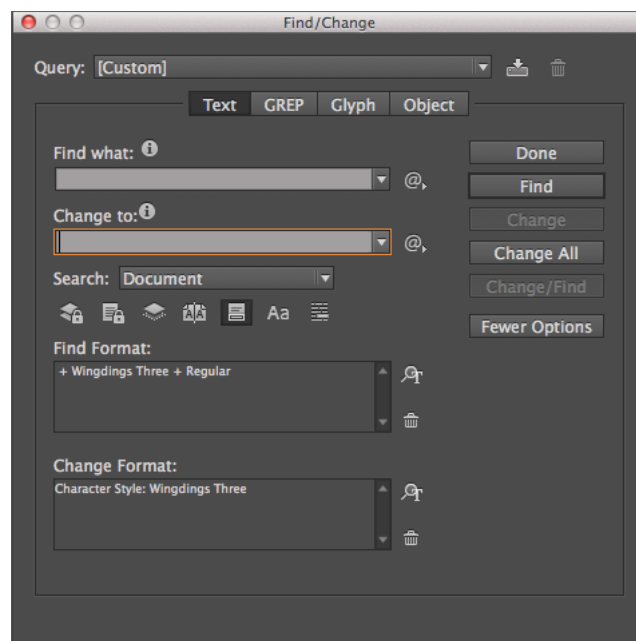 Find/Change
Query: [Custom]
Text GREP Glyph Object
Find what:
Done
Find
Change to:
Change
Change All
Search: Document
Change/Find
Aa
Fewer Options
Find Format:
+ Wingdings Three + Regular
Change Format:
Character Style: Wingdings Three